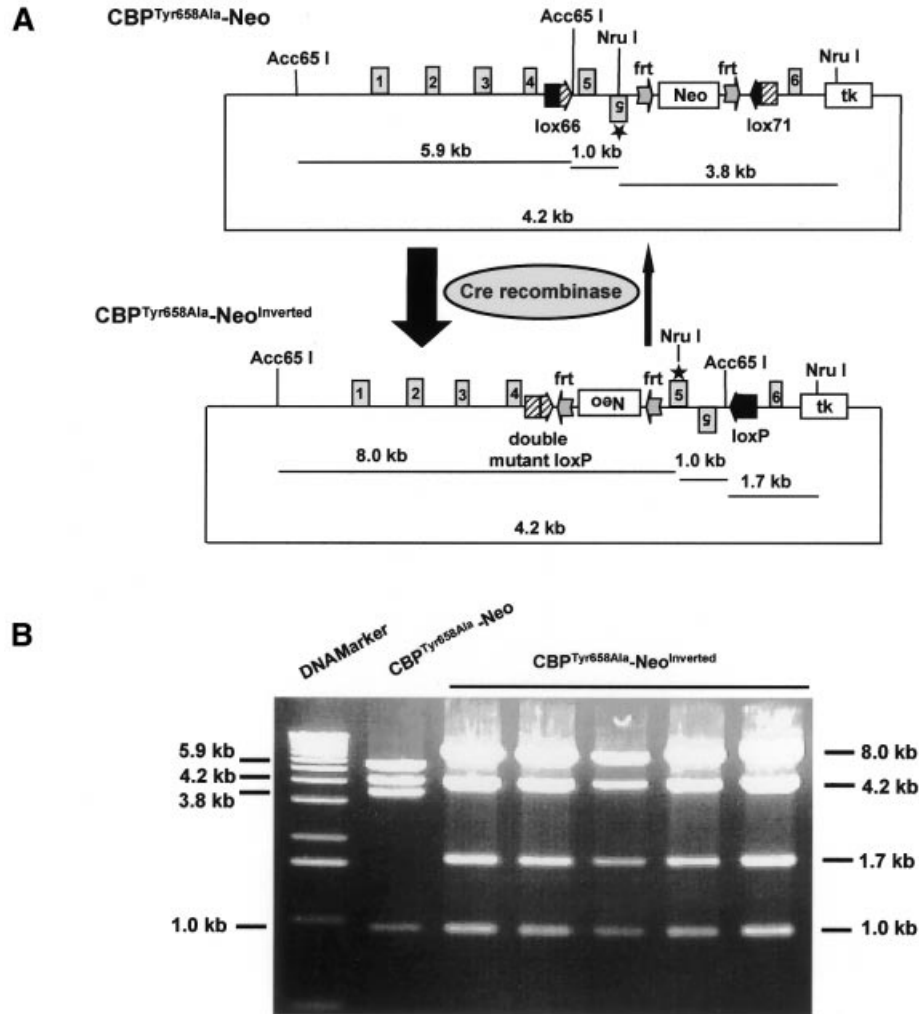 A
CBPTyr658Ala-Neo
Acc65 I
Acc65 I
Nru I
Nru I
1
2
3
4
5
5
frt
Neo
frt
6
tk
lox66
lox71
5.9 kb
1.0 kb
3.8 kb
4.2 kb
Cre recombinase
CBPTyr658Ala-NeoInverted
Acc65 I
Nru I
Acc65 I
Nru I
1
2
3
4
frt
Neo
frt
5
5
6
tk
double
mutant loxP
loxP
8.0 kb
1.0 kb
1.7 kb
4.2 kb
B
DNAMarker
CBPTyr658Ala -Neo
CBPTyr658Ala-NeoInverted
5.9 kb
4.2 kb
3.8 kb
1.0 kb
8.0 kb
4.2 kb
1.7 kb
1.0 kb